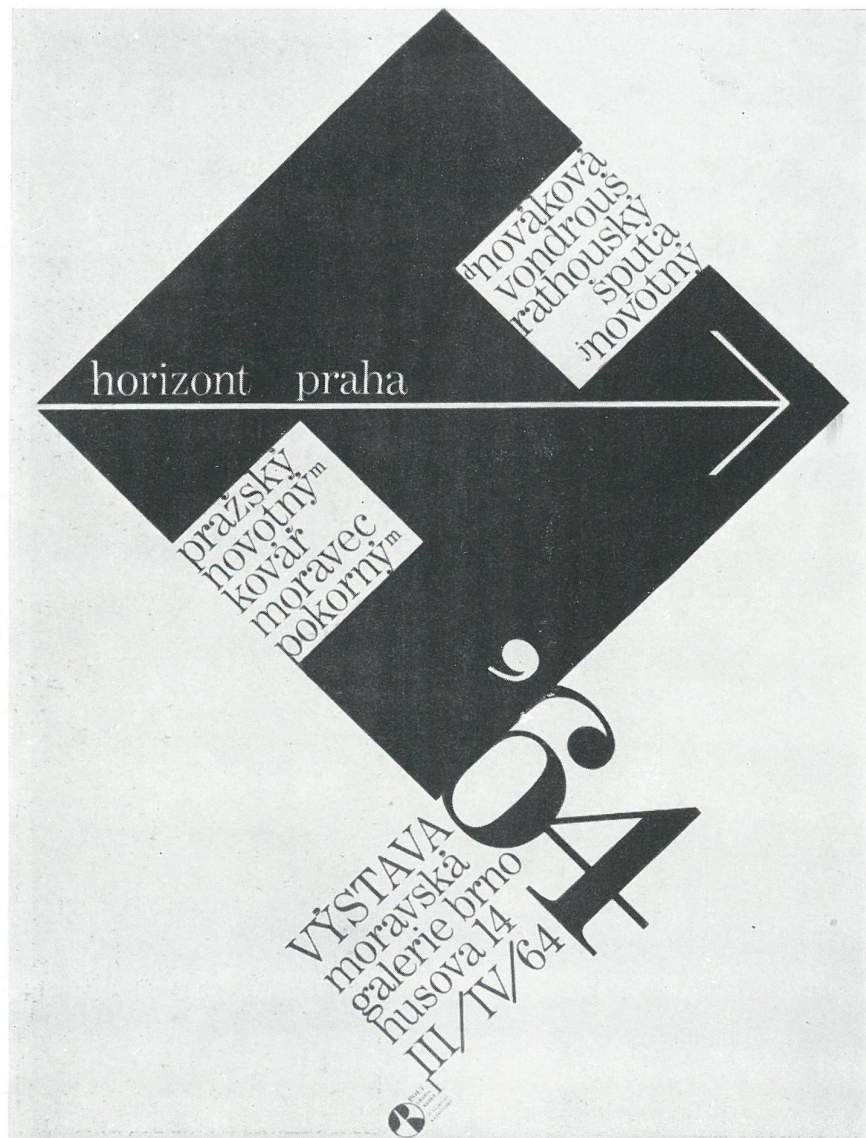 dnováková
vondrouš
rathouský
šputa
jnovotný
horizont praha
pražský
novotnýᵐ
kovář
moravec
pokornýᵐ
’64
VÝSTAVA
moravská
galerie brno
husova 14
III/IV/64